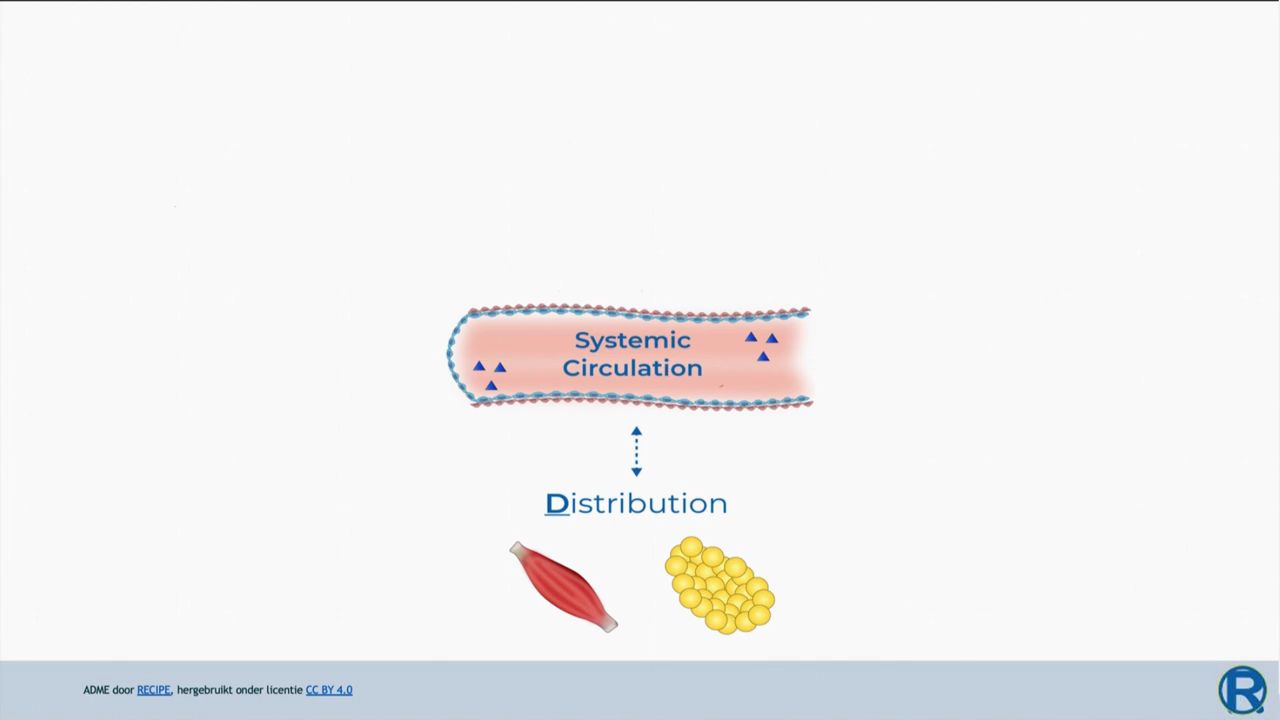 Systemic
Circulation
Distribution
ADME door RECIPE, hergebruikt onder licentie CC BY 4.0
R